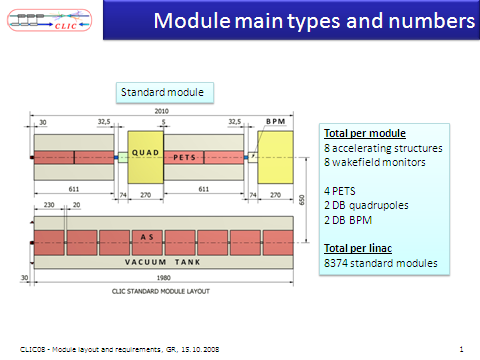 CLIC
Module main types and numbers
Standard module
2010
30
32,5
5
32,5
BPM
QUAD
PETS
611
74
270
611
74
270
650
230
20
AS
VACUUM TANK
30
1980
CLIC STANDARD MODULE LAYOUT
Total per module
8 accelerating structures
8 wakefield monitors
4 PETS
2 DB quadrupoles
2 DB BPM
Total per linac
8374 standard modules
CLIC08 - Module layout and requirements, GR, 15.10.2008
1